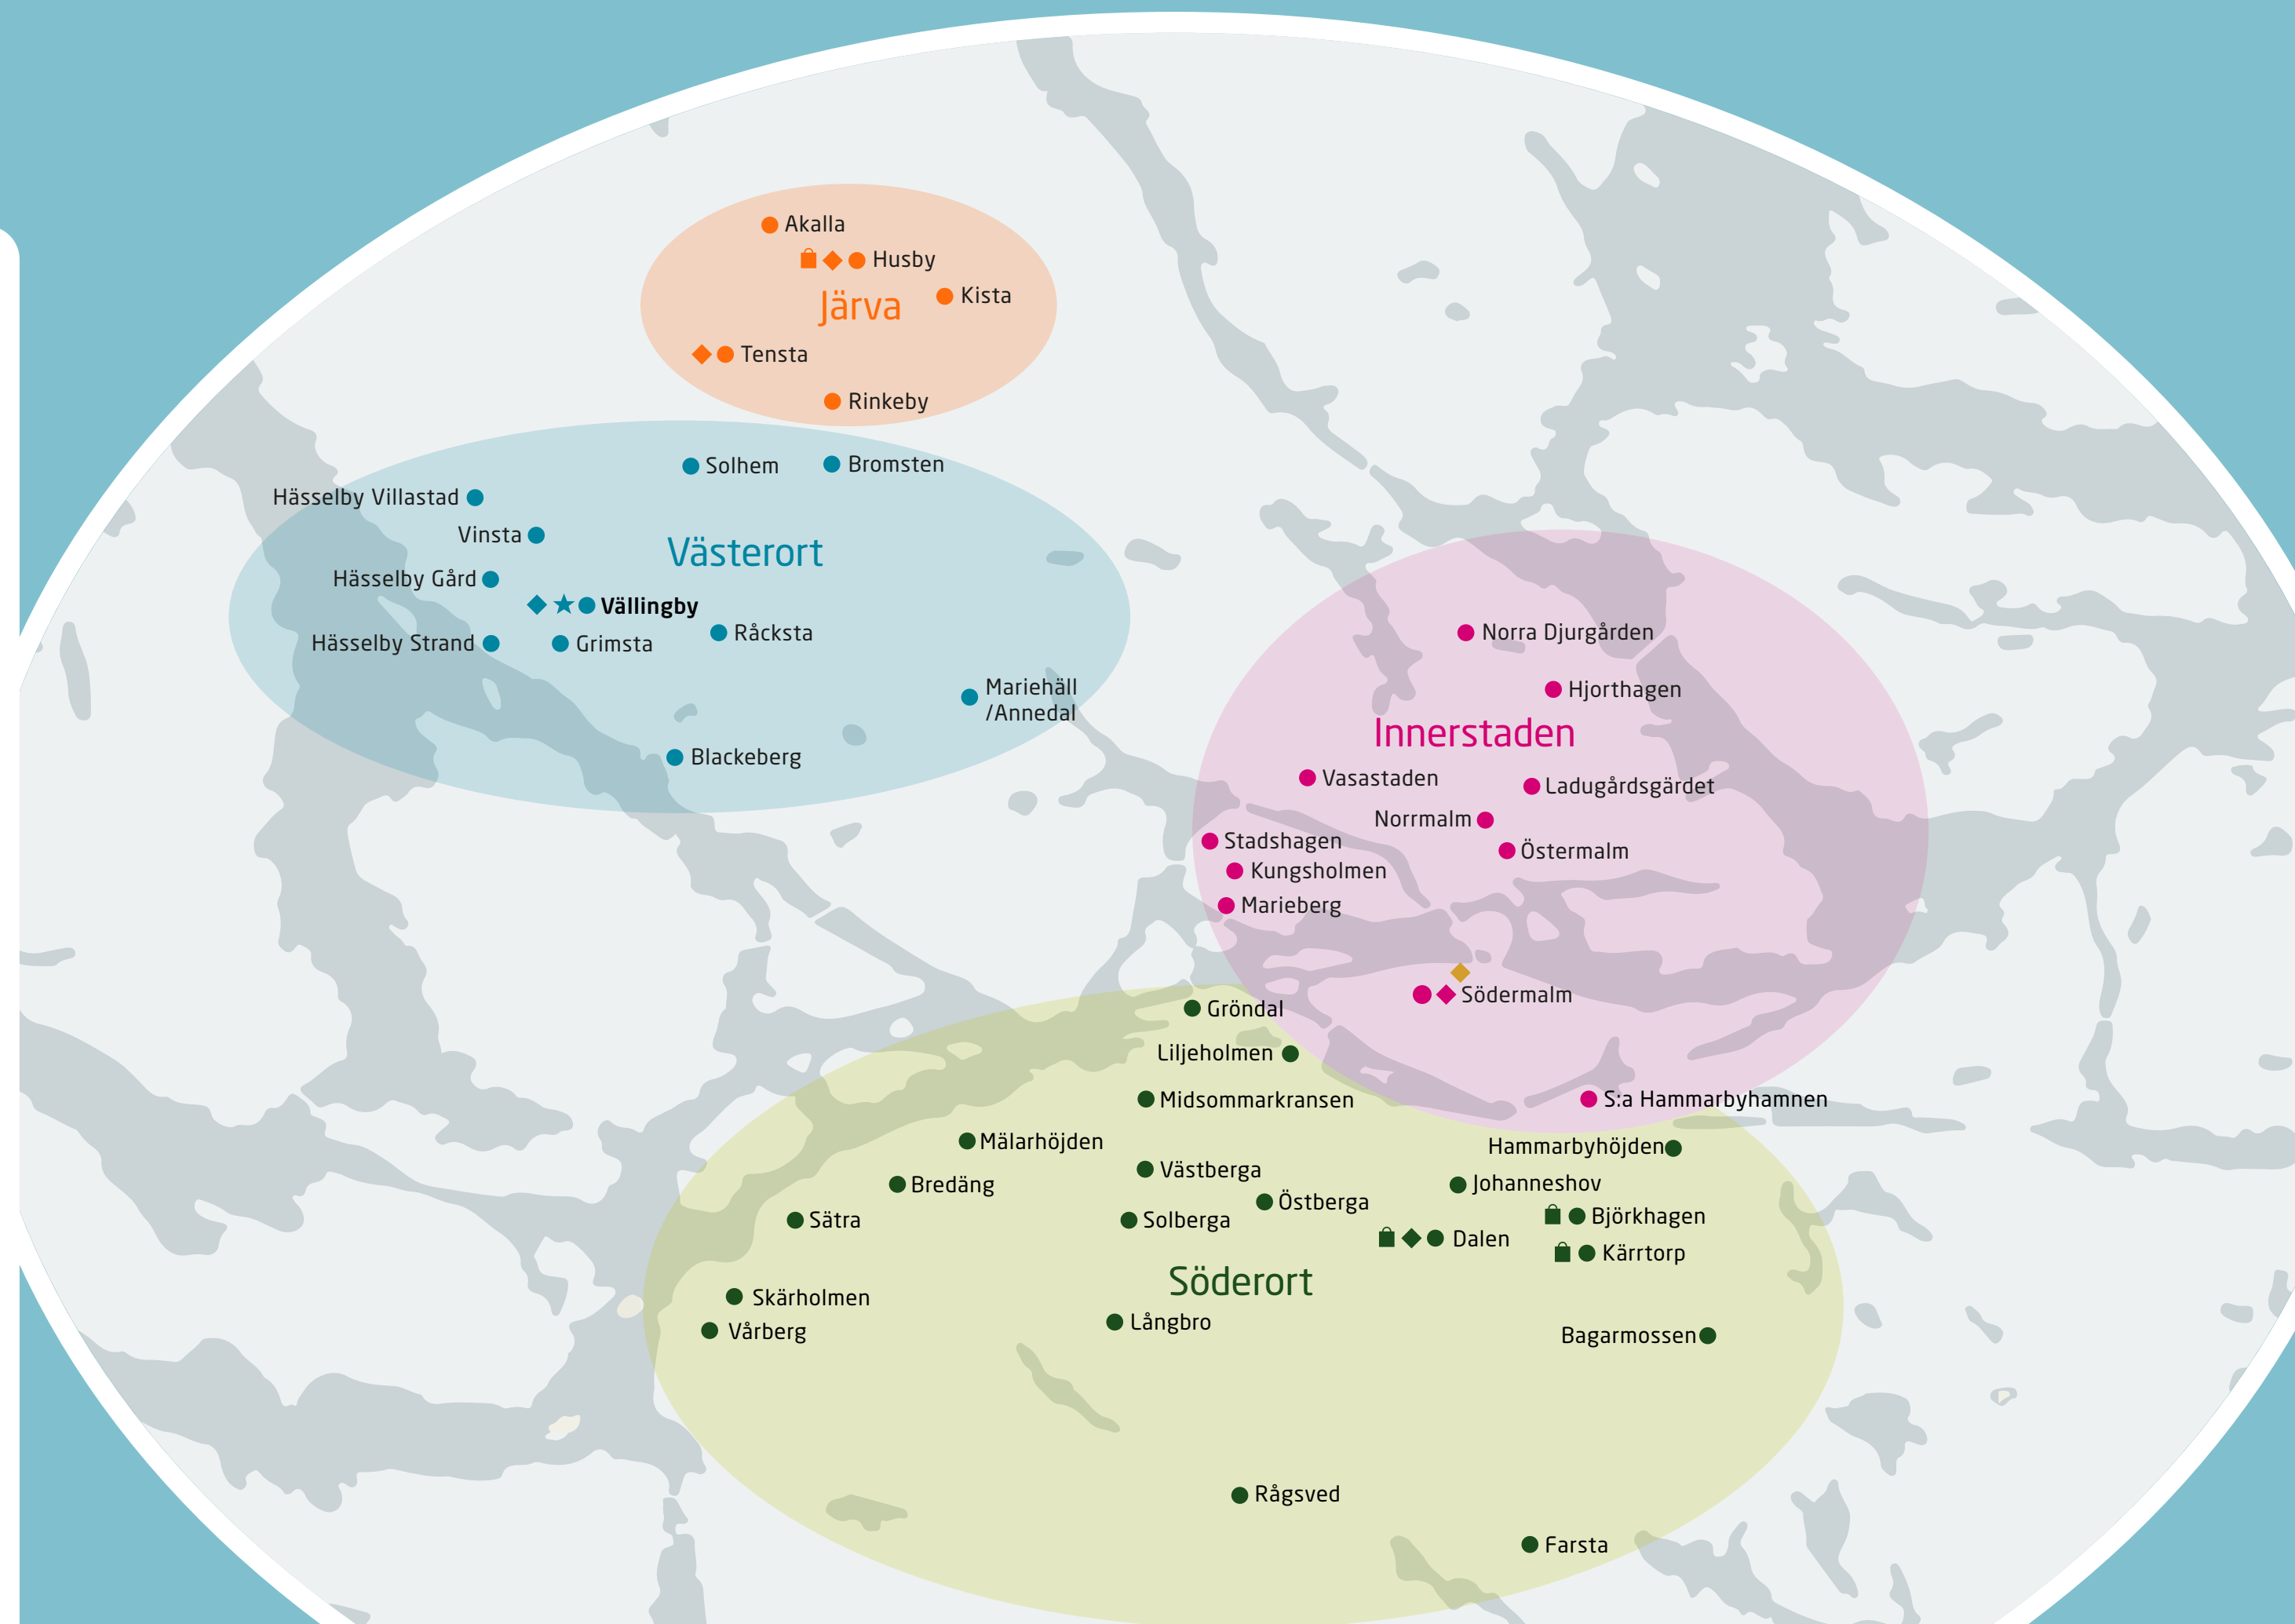 Akalla
Husby
Kista
Järva
Tensta
Rinkeby
Solhem
Bromsten
Hässelby Villastad
Vinsta
Västerort
Hässelby Gård
Vällingby
Råcksta
Hässelby Strand
Grimsta
Mariehäll
/Annedal
Blackeberg
Norra Djurgården
Hjorthagen
Innerstaden
Vasastaden
Ladugårdsgärdet
Norrmalm
Stadshagen
Östermalm
Kungsholmen
Marieberg
Södermalm
Gröndal
Liljeholmen
Midsommarkransen
S:a Hammarbyhamnen
Mälarhöjden
Hammarbyhöjden
Västberga
Bredäng
Johanneshov
Östberga
Sätra
Solberga
Björkhagen
Dalen
Kärrtorp
Söderort
Skärholmen
Långbro
Vårberg
Bagarmossen
Rågsved
Farsta